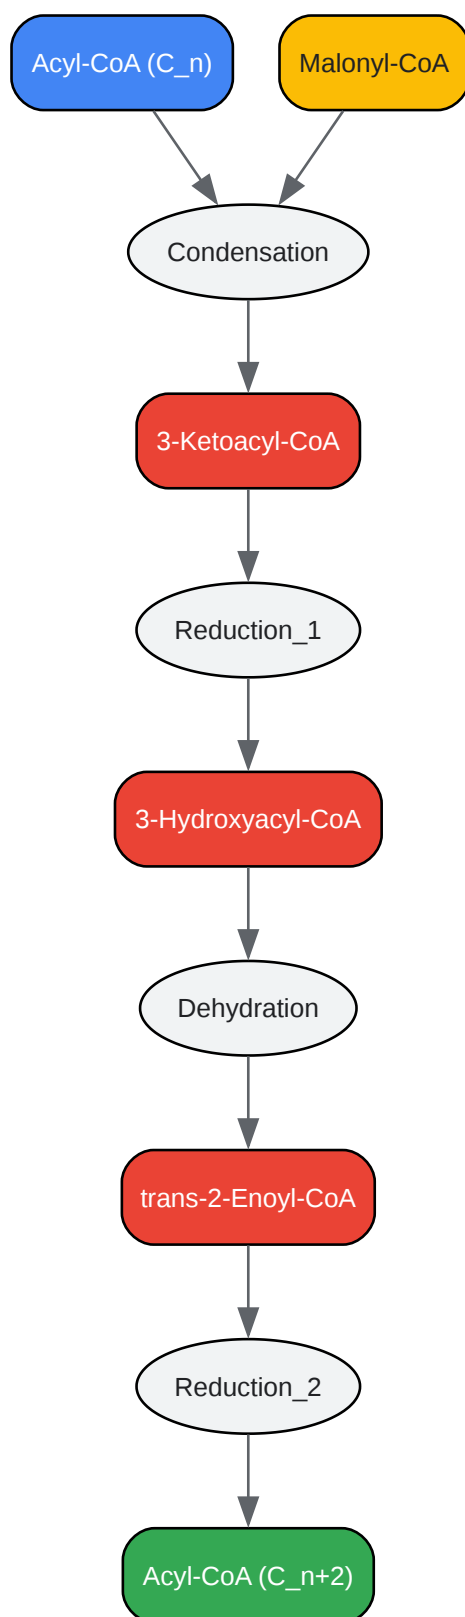 Acyl-CoA (C_n)
Malonyl-CoA
Condensation
3-Ketoacyl-CoA
Reduction_1
3-Hydroxyacyl-CoA
Dehydration
trans-2-Enoyl-CoA
Reduction_2
Acyl-CoA (C_n+2)